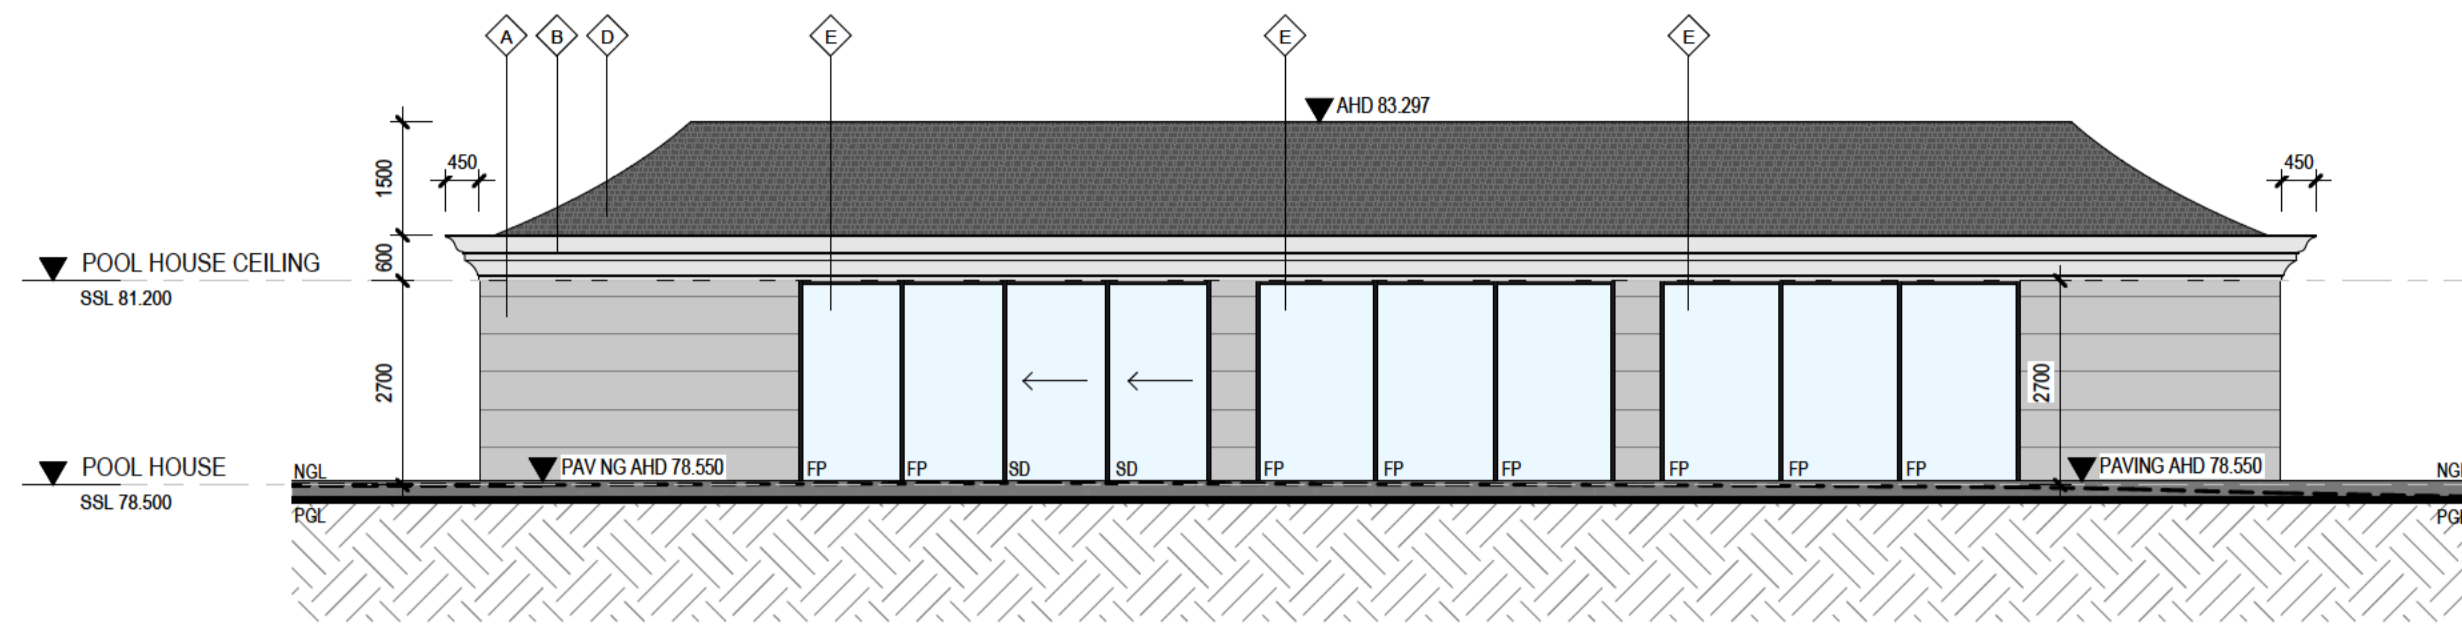 A B D E E E
AHD 83.297
450
450
1500
600
POOL HOUSE CEILING
SSL 81.200
2700
2700
POOL HOUSE
SSL 78.500
NGL
PAV NG AHD 78.550
FP FP SD SD FP FP FP FP FP FP
PAVING AHD 78.550
NGL
PGL
PGL